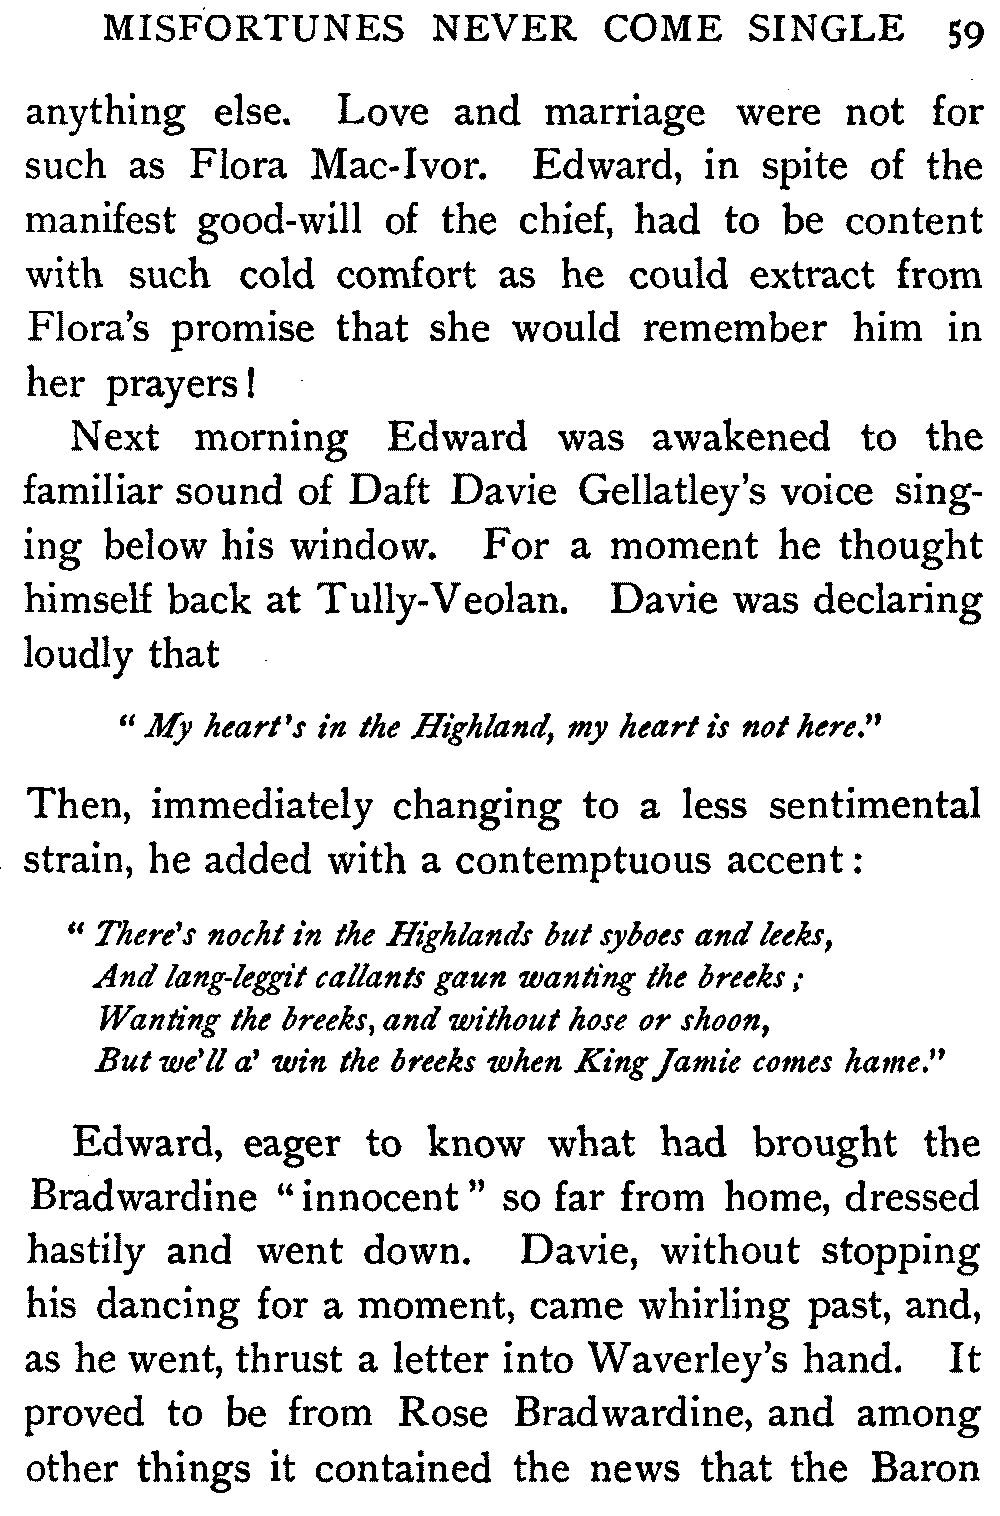 MISFORTUNES NEVER COME SINGLE 59
anything else. Love and marriage were not for
such as Flora Mac-Ivor. Edward, in spite of the
manifest good-will of the chief, had to be content
with such cold comfort as he could extract from
Flora's promise that she would remember him in
her prayers!
Next morning Edward was awakened to the
familiar sound of Daft Davie Gellatley's voice sing-
ing below his window. For a moment he thought
himself back at Tully-Veolan. Davie was declaring
loudly that
“ My heart's in the Highland, my heart is not here.”
Then, immediately changing to a less sentimental
strain, he added with a contemptuous accent :
“ There's nocht in the Highlands but syboes and leeks,
And lang-leggit callants gaun wanting the breeks ;
Wanting the breeks, and without hose or shoon,
But we'll a' win the breeks when King Jamie comes hame.”
Edward, eager to know what had brought the
Bradwardine “innocent” so far from home, dressed
hastily and went down. Davie, without stopping
his dancing for a moment, came whirling past, and,
as he went, thrust a letter into Waverley's hand. It
proved to be from Rose Bradwardine, and among
other things it contained the news that the Baron